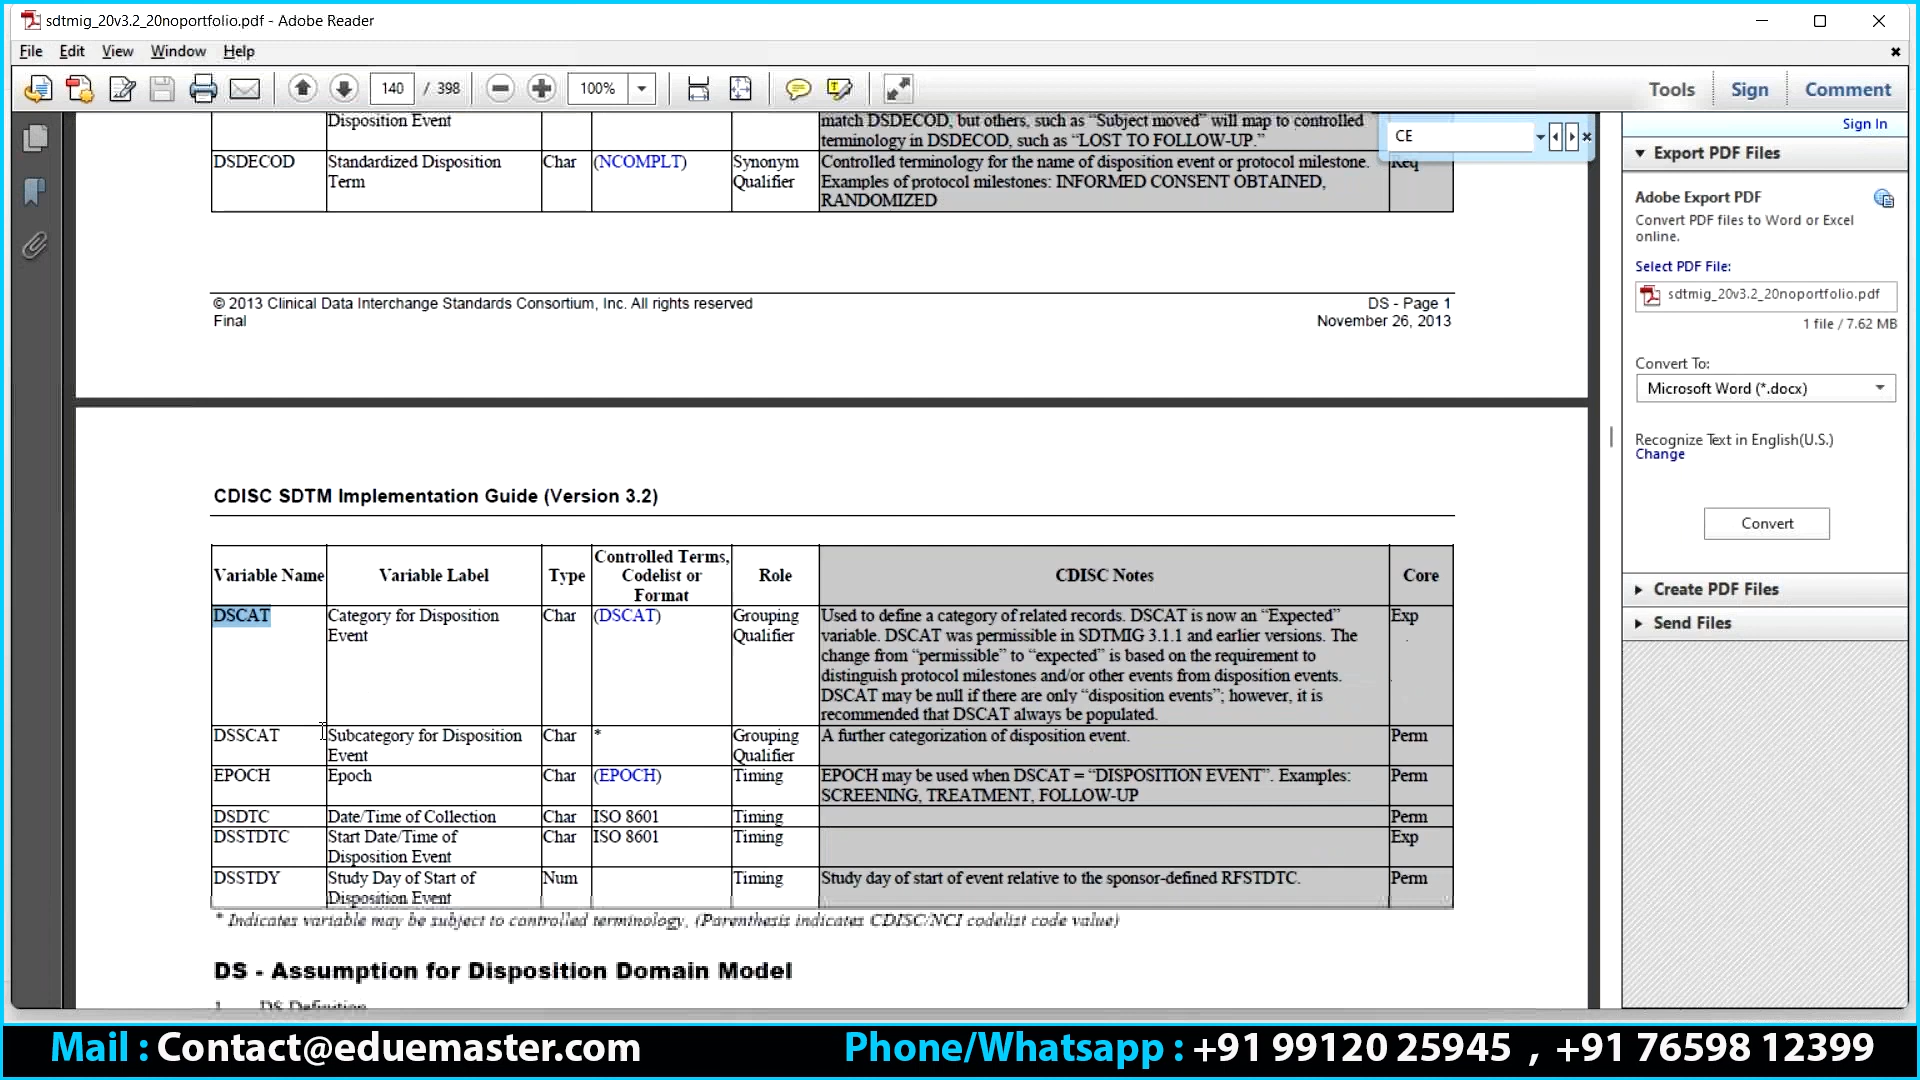 sdtmig_20v3.2_20noportfolio.pdf - Adobe Reader
File Edit View Window Help
140 / 398 100% Tools Sign Comment
CE
Sign In
Disposition Event
match DSDECOD, but others, such as “Subject moved” will map to controlled
terminology in DSDECOD, such as “LOST TO FOLLOW-UP.”
DSDECOD Standardized Disposition Term Char (NCOMPLT) Synonym Qualifier Controlled terminology for the name of disposition event or protocol milestone. Req
Examples of protocol milestones: INFORMED CONSENT OBTAINED,
RANDOMIZED
© 2013 Clinical Data Interchange Standards Consortium, Inc. All rights reserved DS - Page 1
Final November 26, 2013
CDISC SDTM Implementation Guide (Version 3.2)
Variable Name Variable Label Type Controlled Terms, Codelist or Format Role CDISC Notes Core
DSCAT Category for Disposition Event Char (DSCAT) Grouping Qualifier Used to define a category of related records. DSCAT is now an “Expected” Exp
variable. DSCAT was permissible in SDTMIG 3.1.1 and earlier versions. The
change from “permissible” to “expected” is based on the requirement to
distinguish protocol milestones and/or other events from disposition events.
DSCAT may be null if there are only “disposition events”; however, it is
recommended that DSCAT always be populated.
DSSCAT Subcategory for Disposition Event Char * Grouping Qualifier A further categorization of disposition event. Perm
EPOCH Epoch Char (EPOCH) Timing EPOCH may be used when DSCAT = “DISPOSITION EVENT”. Examples: Perm
SCREENING, TREATMENT, FOLLOW-UP
DSDTC Date/Time of Collection Char ISO 8601 Timing Perm
DSSTDTC Start Date/Time of Disposition Event Char ISO 8601 Timing Exp
DSSTDY Study Day of Start of Disposition Event Num Timing Study day of start of event relative to the sponsor-defined RFSTDTC. Perm
* Indicates variable may be subject to controlled terminology, (Parenthesis indicates CDISC/NCI codelist code value)
DS - Assumption for Disposition Domain Model
1. DS Definition
Export PDF Files
Adobe Export PDF
Convert PDF files to Word or Excel
online.
Select PDF File:
sdtmig_20v3.2_20noportfolio.pdf
1 file / 7.62 MB
Convert To:
Microsoft Word (*.docx)
Recognize Text in English(U.S.)
Change
Convert
Create PDF Files
Send Files
Mail : Contact@eduemaster.com Phone/Whatsapp : +91 99120 25945 , +91 76598 12399